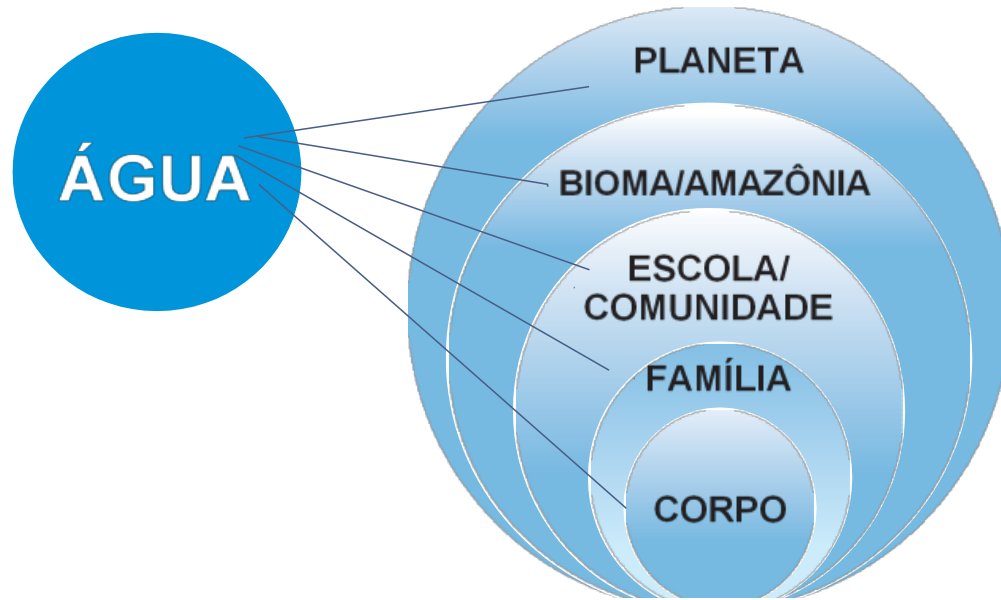 ÁGUA
PLANETA
BIOMA/AMAZÔNIA
ESCOLA/
COMUNIDADE
FAMÍLIA
CORPO